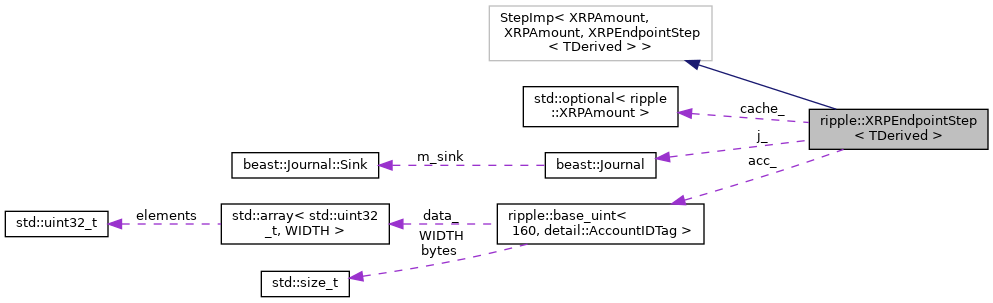 StepImp< XRPAmount,
XRPAmount, XRPEndpointStep
< TDerived > >
std::optional< ripple
::XRPAmount >
cache_
ripple::XRPEndpointStep
< TDerived >
j_
beast::Journal::Sink
m_sink
beast::Journal
acc_
std::uint32_t
elements
std::array< std::uint32
_t, WIDTH >
data_
ripple::base_uint<
160, detail::AccountIDTag >
WIDTH
bytes
std::size_t